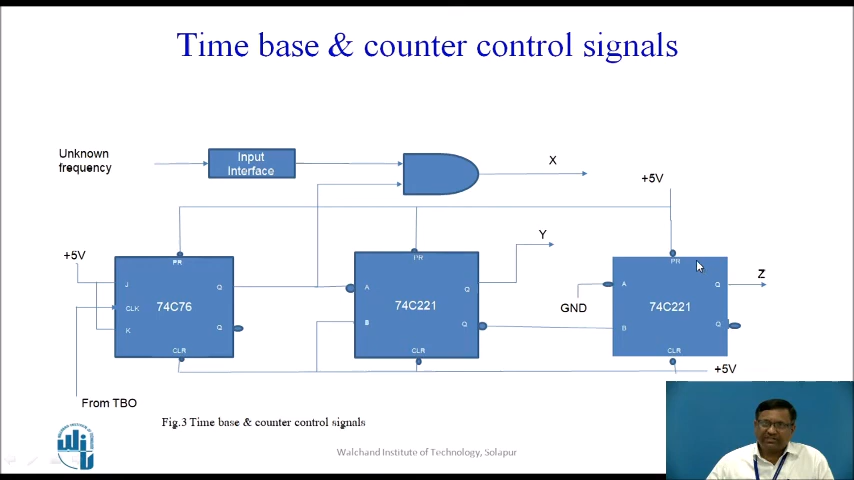 Time base & counter control signals
Unknown
frequency
Input
Interface
X
+5V
Y
+5V
PR
PR
PR
J
Q
A
Q
A
Q
Z
CLK
74C76
74C221
74C221
GND
K
Q
B
Q
B
Q
CLR
CLR
CLR
+5V
From TBO
Fig.3 Time base & counter control signals
Walchand Institute of Technology, Solapur